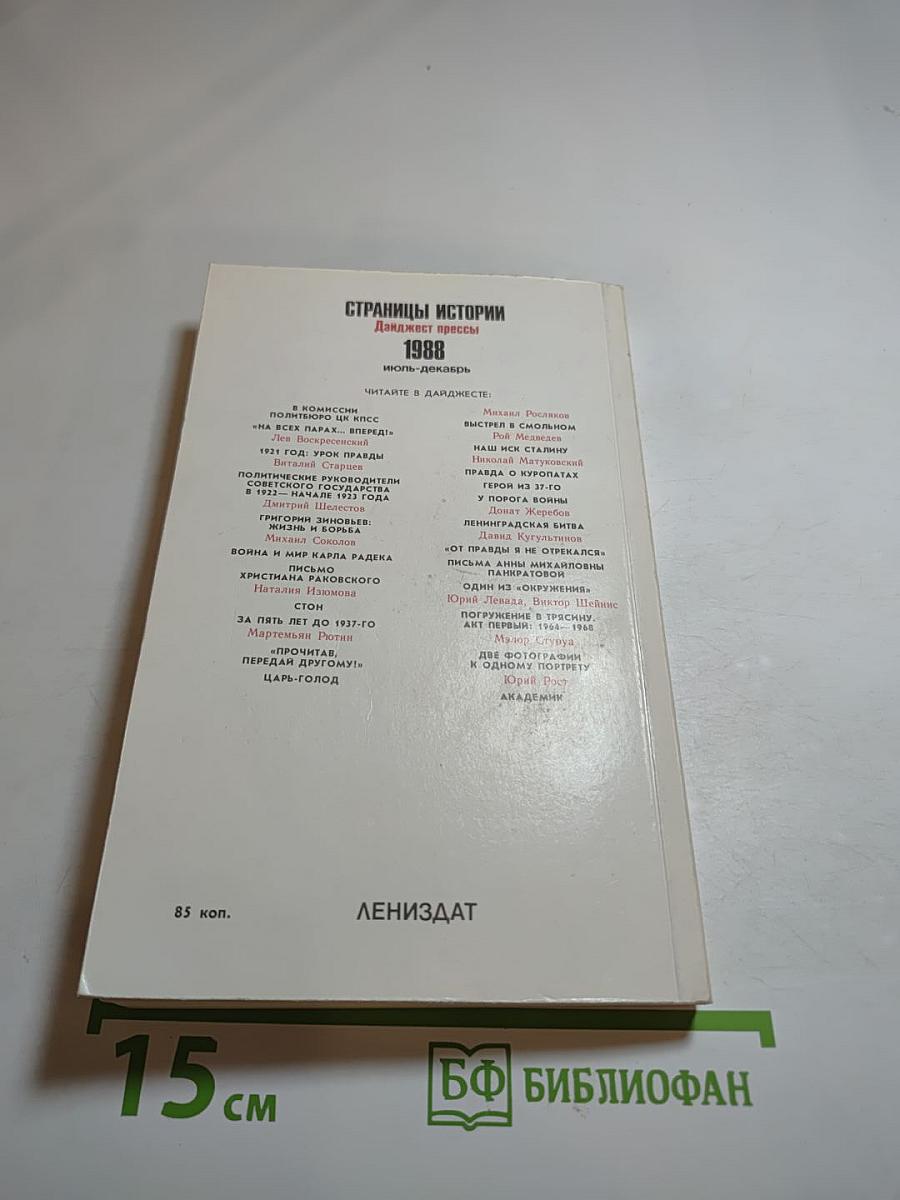 СТРАНИЦЫ ИСТОРИИ
Дайджест прессы
1988
ИЮЛЬ-ДЕКАБРЬ
ЧИТАЙТЕ В ДАЙДЖЕСТЕ:
В КОМИССИИ
ПОЛИТБЮРО ЦК КПСС
«НА ВСЕХ ПАРАХ... ВПЕРЕД!»
Лев Воскресенский
1921 ГОД: УРОК ПРАВДЫ
Виталий Старцев
ПОЛИТИЧЕСКИЕ РУКОВОДИТЕЛИ
СОВЕТСКОГО ГОСУДАРСТВА
В 1922— НАЧАЛЕ 1923 ГОДА
Дмитрий Шелестов
ГРИГОРИЙ ЗИНОВЬЕВ:
ЖИЗНЬ И БОРЬБА
Михаил Соколов
ВОЙНА И МИР КАРЛА РАДЕКА
ПИСЬМО
ХРИСТИАНА РАКОВСКОГО
Наталия Изюмова
СТОН
ЗА ПЯТЬ ЛЕТ ДО 1937-ГО
Мартемьян Рютин
«ПРОЧИТАВ,
ПЕРЕДАЙ ДРУГОМУ!»
ЦАРЬ-ГОЛОД
Михаил Росляков
ВЫСТРЕЛ В СМОЛЬНОМ
Рой Медведев
НАШ ИСК СТАЛИНУ
Николай Матуковский
ПРАВДА О КУРОПАТАХ
ГЕРОИ ИЗ 37-ГО
У ПОРОГА ВОЙНЫ
Донат Жеребов
ЛЕНИНГРАДСКАЯ БИТВА
Давид Кугультинов
«ОТ ПРАВДЫ Я НЕ ОТРЕКАЛСЯ»
ПИСЬМА АННЫ МИХАЙЛОВНЫ
ПАНКРАТОВОЙ
ОДИН ИЗ «ОКРУЖЕНИЯ»
Юрий Левада, Виктор Шейнис
ПОГРУЖЕНИЕ В ТРЯСИНУ.
АКТ ПЕРВЫЙ: 1964—1968
Мэлор Стуруа
ДВЕ ФОТОГРАФИИ
К ОДНОМУ ПОРТРЕТУ
Юрий Рост
АКАДЕМИК
85 коп.
ЛЕНИЗДАТ
15 см
БФ БИБЛИОФАН